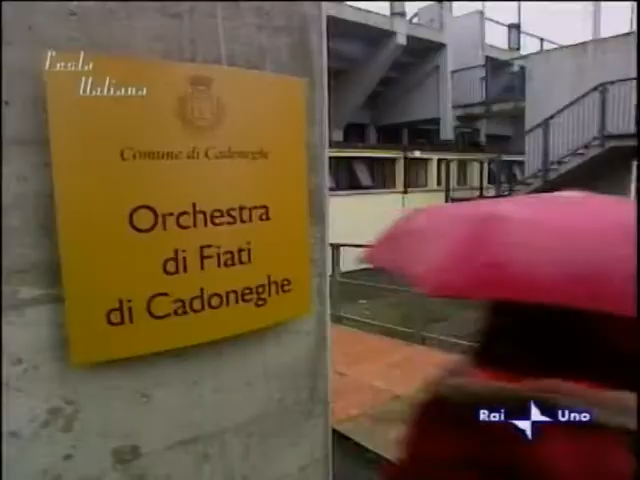 Festa
Italiana
Comune di Cadoneghe
Orchestra
di Fiati
di Cadoneghe
Rai Uno